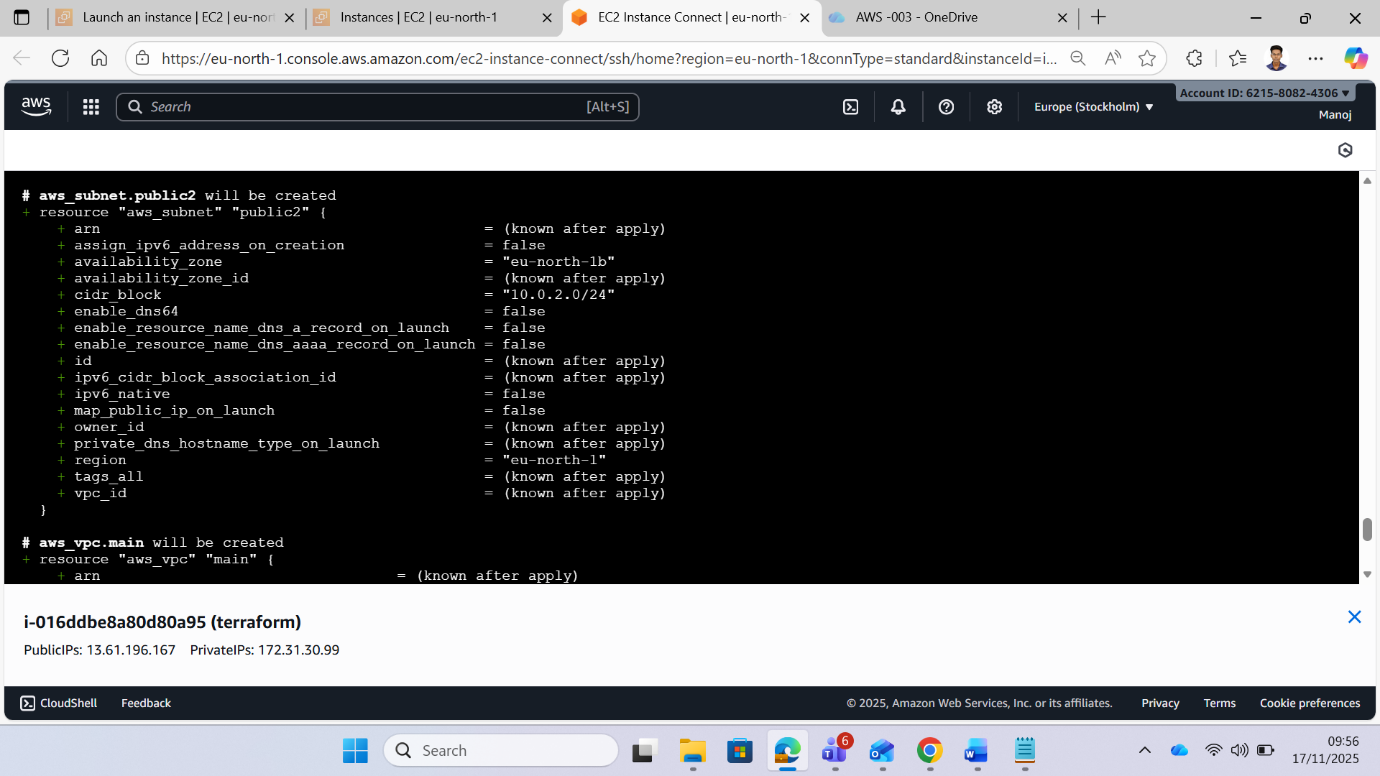 Launch an instance | EC2 | eu-nort
Instances | EC2 | eu-north-1
EC2 Instance Connect | eu-north-
AWS -003 - OneDrive
https://eu-north-1.console.aws.amazon.com/ec2-instance-connect/ssh/home?region=eu-north-1&connType=standard&instanceId=i...
aws
Search [Alt+S]
Europe (Stockholm)
Account ID: 6215-8082-4306
Manoj
# aws_subnet.public2 will be created
+ resource "aws_subnet" "public2" {
+ arn = (known after apply)
+ assign_ipv6_address_on_creation = false
+ availability_zone = "eu-north-1b"
+ availability_zone_id = (known after apply)
+ cidr_block = "10.0.2.0/24"
+ enable_dns64 = false
+ enable_resource_name_dns_a_record_on_launch = false
+ enable_resource_name_dns_aaaa_record_on_launch = false
+ id = (known after apply)
+ ipv6_cidr_block_association_id = (known after apply)
+ ipv6_native = false
+ map_public_ip_on_launch = false
+ owner_id = (known after apply)
+ private_dns_hostname_type_on_launch = (known after apply)
+ region = "eu-north-1"
+ tags_all = (known after apply)
+ vpc_id = (known after apply)
}
# aws_vpc.main will be created
+ resource "aws_vpc" "main" {
+ arn = (known after apply)
i-016ddbe8a80d80a95 (terraform)
PublicIPs: 13.61.196.167 PrivateIPs: 172.31.30.99
CloudShell Feedback © 2025, Amazon Web Services, Inc. or its affiliates. Privacy Terms Cookie preferences
Search
6
09:56
17/11/2025